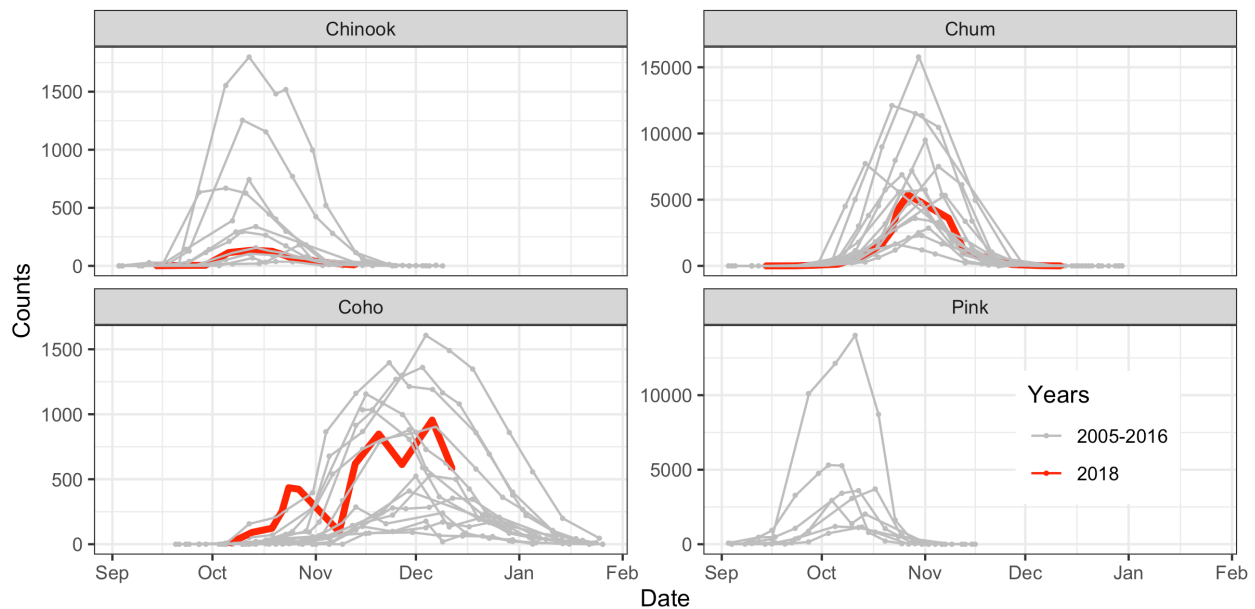 Chinook
Chum
Counts
1500
1000
500
0
15000
10000
5000
0
Coho
Pink
1500
1000
500
0
10000
5000
0
Years
2005-2016
2018
Sep Oct Nov Dec Jan Feb
Sep Oct Nov Dec Jan Feb
Date